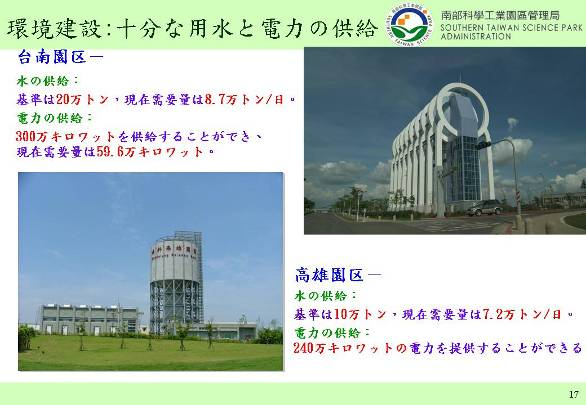 環境建設:十分な用水と電力の供給
南部科學工業園區管理局
SOUTHERN TAIWAN SCIENCE PARK
ADMINISTRATION
台南園区－
水の供給：
基準は20万トン，現在需要量は8.7万トン/日。
電力の供給：
300万キロワットを供給することができ、
現在需要量は59.6万キロワット。
高雄園区－
水の供給：
基準は10万トン，現在需要量は7.2万トン/日。
電力の供給：
240万キロワットの電力を提供することができる
17